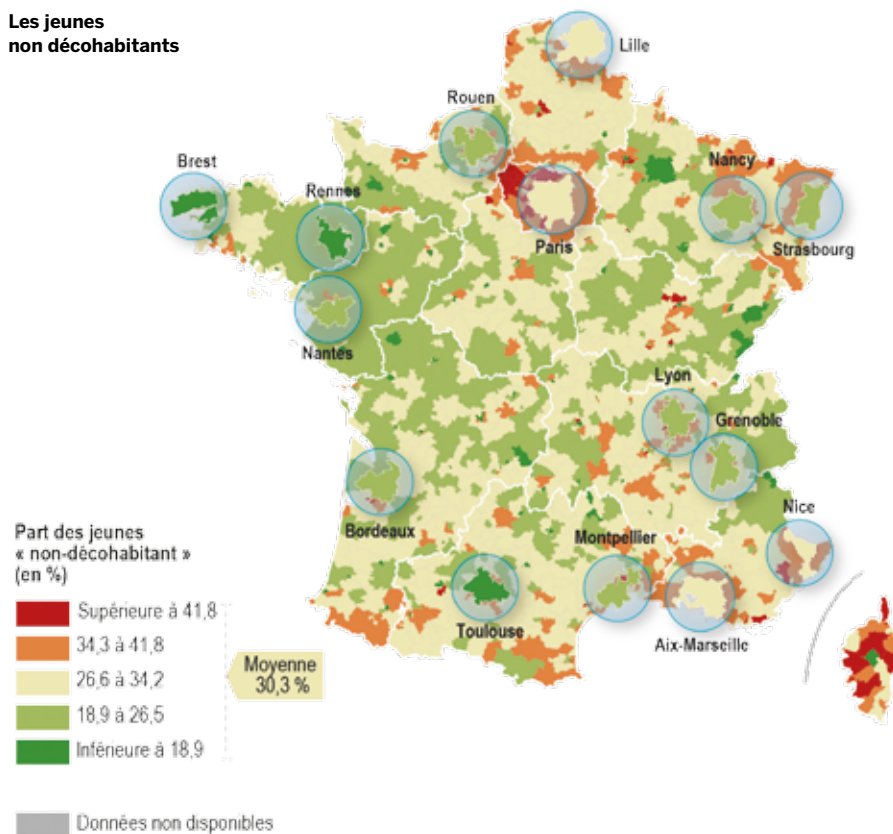 Les jeunes
non décohabitants
Lille
Rouen
Brest
Rennes
Nancy
Paris
Strasbourg
Nantes
Lyon
Grenoble
Bordeaux
Nice
Montpellier
Toulouse
Aix-Marseille
Part des jeunes
« non-décohabitant »
(en %)
Supérieure à 41,8
34,3 à 41,8
26,6 à 34,2
18,9 à 26,5
Inférieure à 18,9
Moyenne
30,3 %
Données non disponibles